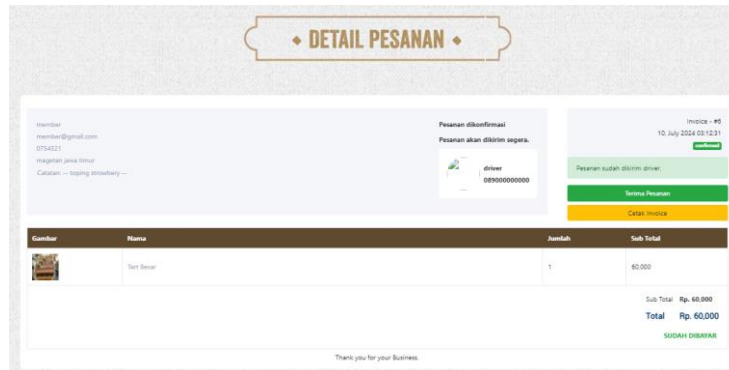 DETAIL PESANAN
member
member@gmail.com
0754321
magetan jawa timur
Catatan: -- toping strowbery --
Pesanan dikonfirmasi
Pesanan akan dikirim segera.
driver
089000000000
Invoice - #6
10, July 2024 03:12:31
confirmed
Pesanan sudah dikirim driver.
Terima Pesanan
Cetak Invoice
Gambar Nama Jumlah Sub Total
Tart Besar 1 60.000
Sub Total Rp. 60,000
Total Rp. 60,000
SUDAH DIBAYAR
Thank you for your Business.